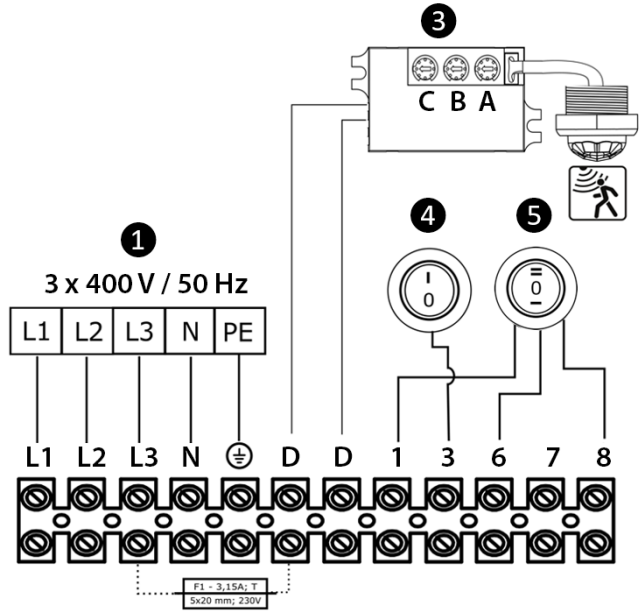 3
C B A
4 5
1
3 x 400 V / 50 Hz
I
0
II
0
I
L1 L2 L3 N PE
L1 L2 L3 N D D 1 3 6 7 8
F1 - 3,15A; T
5x20 mm; 230V